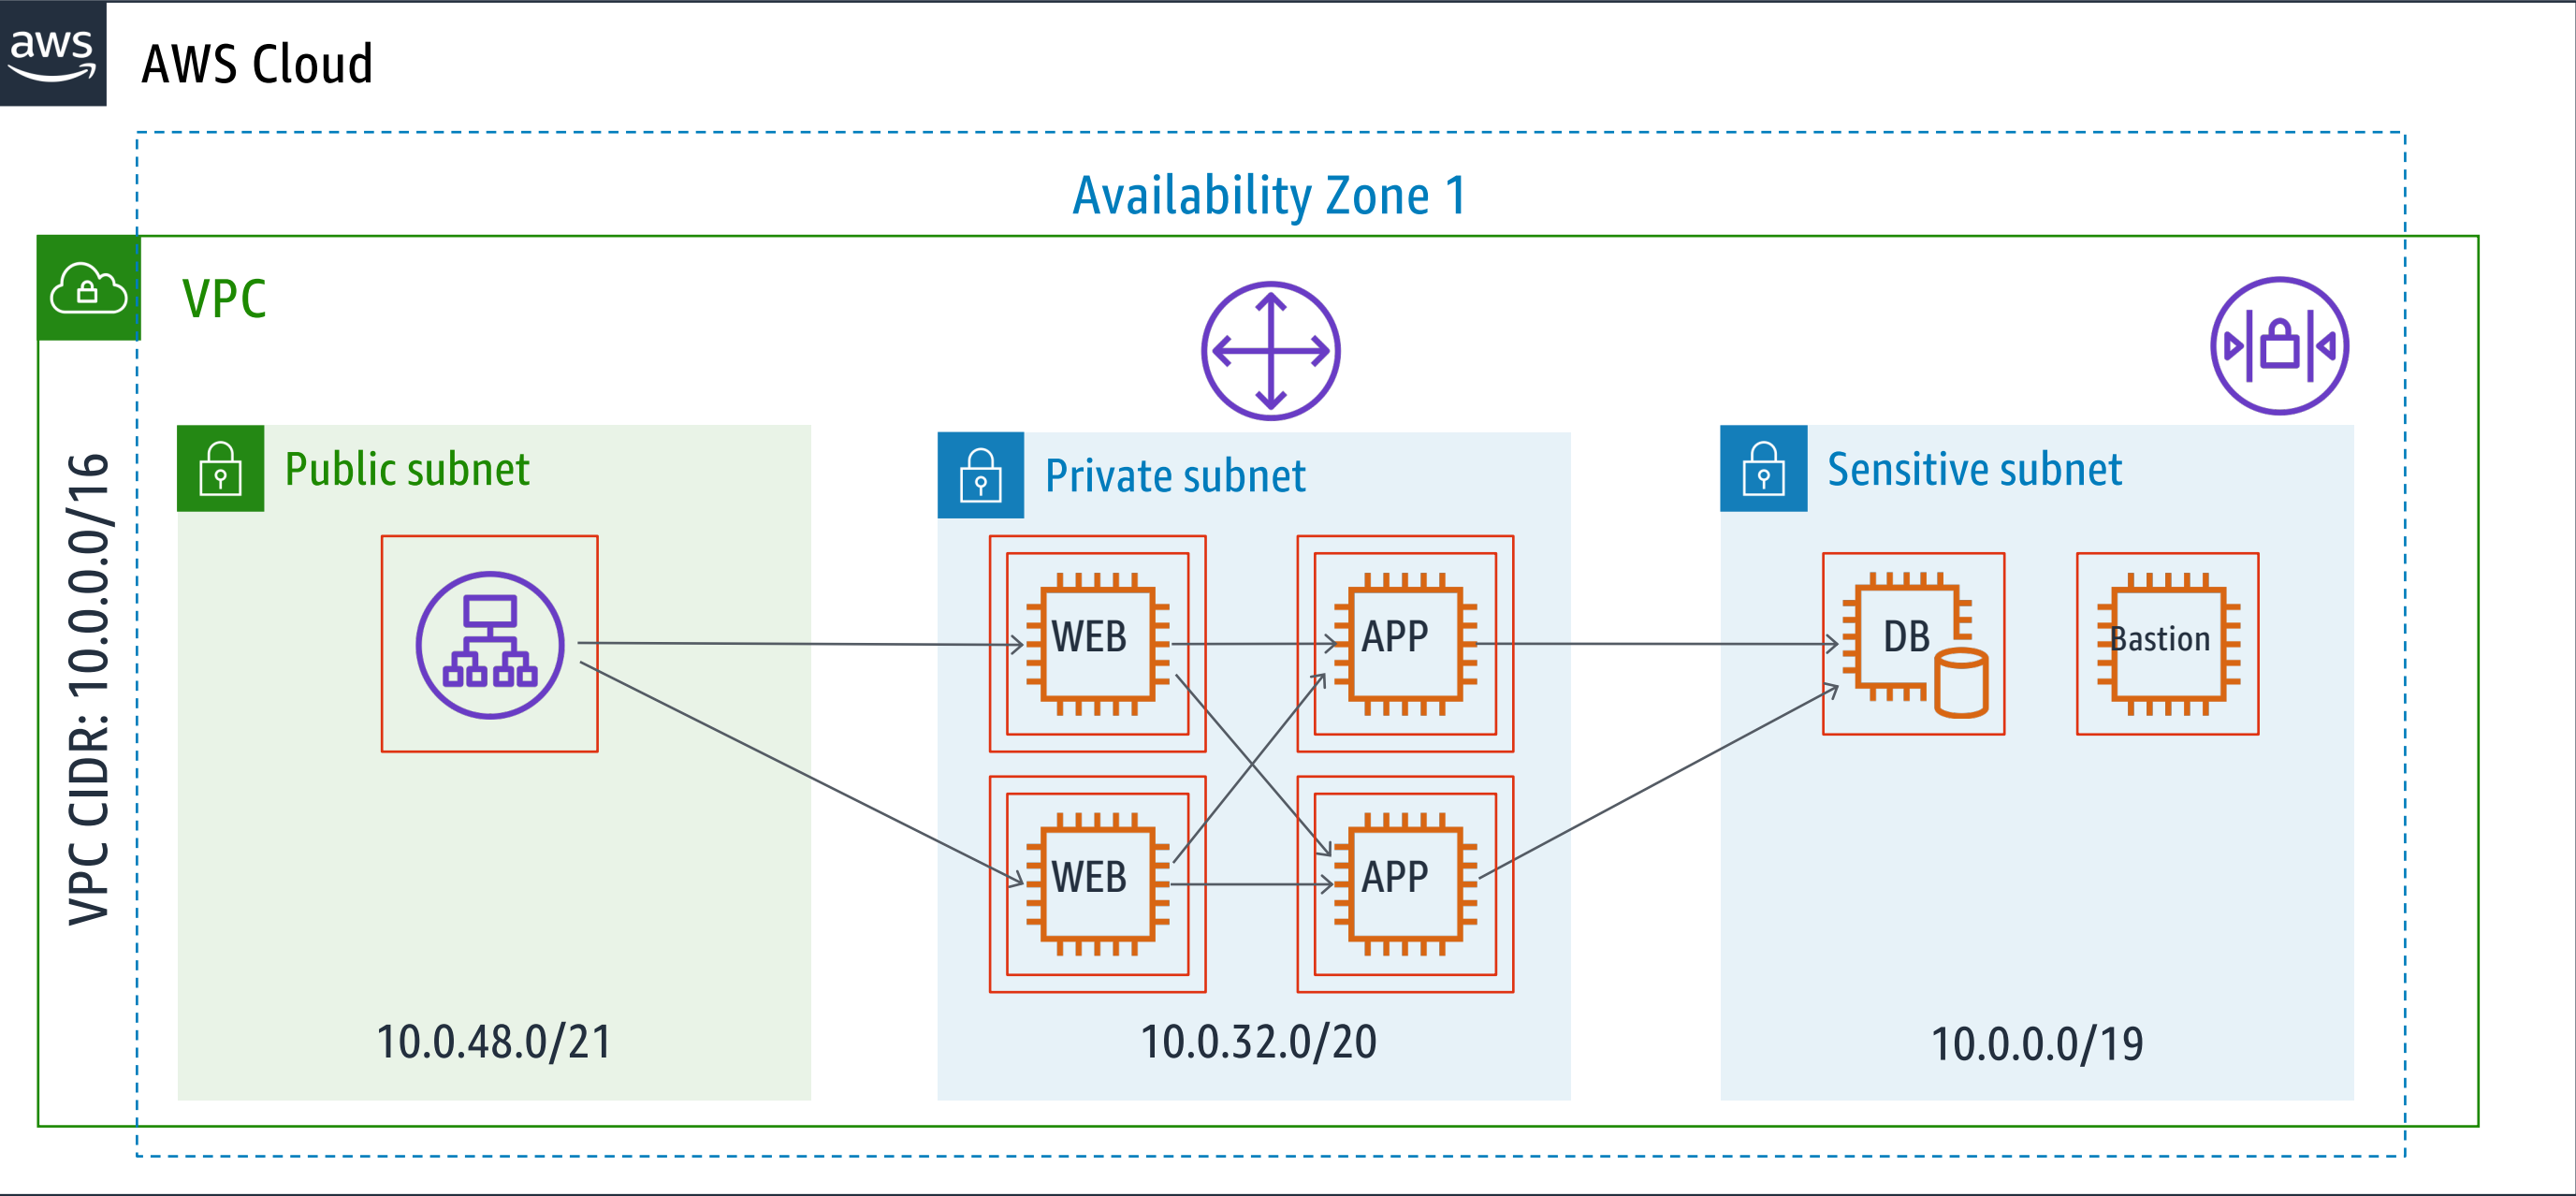 aws
AWS Cloud
Availability Zone 1
VPC
VPC CIDR: 10.0.0.0/16
Public subnet
Private subnet
Sensitive subnet
WEB
APP
DB
Bastion
WEB
APP
10.0.48.0/21
10.0.32.0/20
10.0.0.0/19